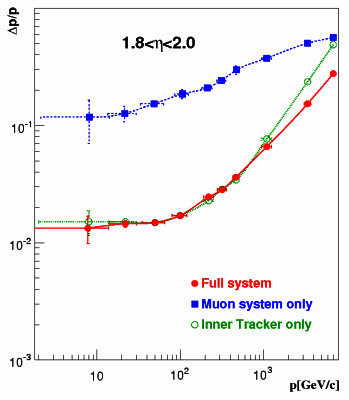 Δp/p
1.8<η<2.0
10⁻¹
10⁻²
10⁻³
Full system
Muon system only
Inner Tracker only
10 10² 10³
p[GeV/c]